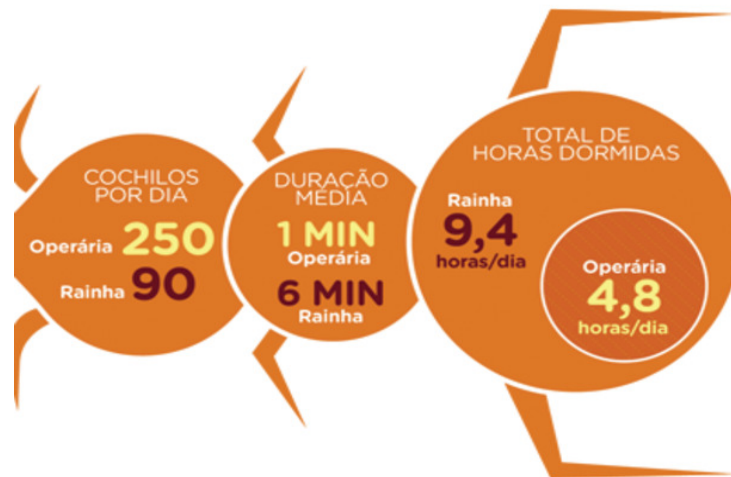 COCHILOS
POR DIA
Operária 250
Rainha 90
DURAÇÃO
MÉDIA
1 MIN
Operária
6 MIN
Rainha
TOTAL DE
HORAS DORMIDAS
Rainha
9,4
horas/dia
Operária
4,8
horas/dia